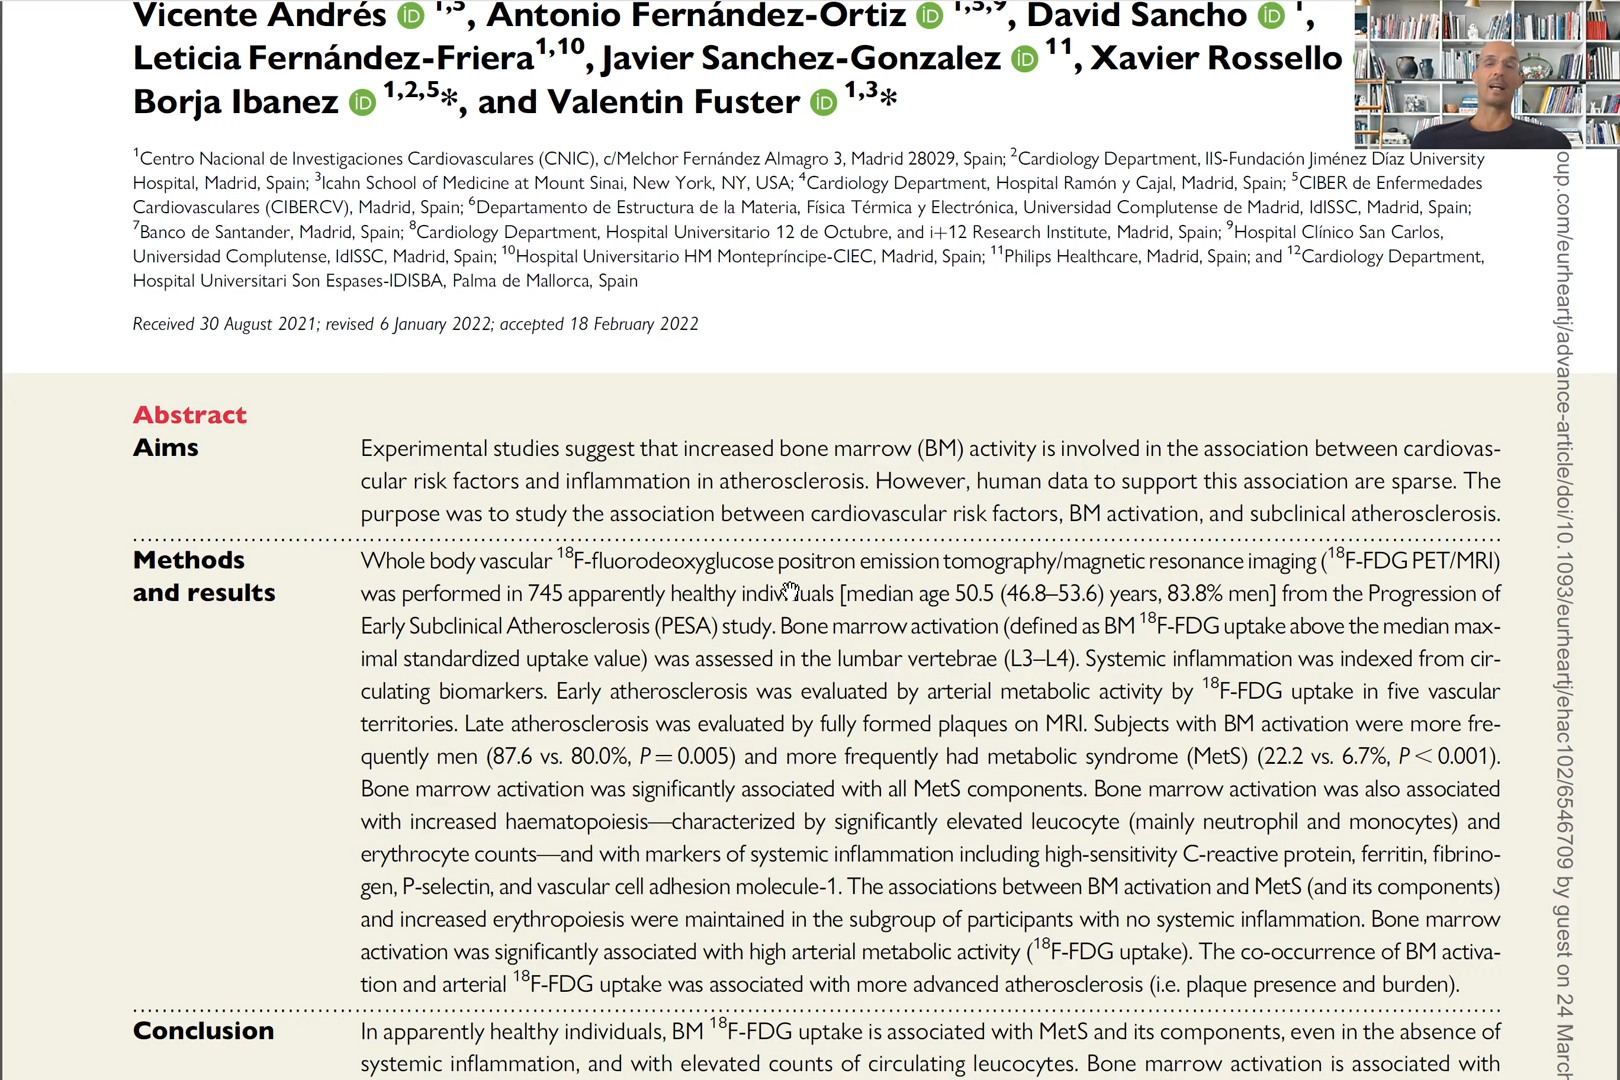 Vicente Andrés iD 1,5, Antonio Fernández-Ortiz iD 1,5,9, David Sancho iD 1,
Leticia Fernández-Friera1,10, Javier Sanchez-Gonzalez iD 11, Xavier Rossello
Borja Ibanez iD 1,2,5*, and Valentin Fuster iD 1,3*
1Centro Nacional de Investigaciones Cardiovasculares (CNIC), c/Melchor Fernández Almagro 3, Madrid 28029, Spain; 2Cardiology Department, IIS-Fundación Jiménez Díaz University
Hospital, Madrid, Spain; 3Icahn School of Medicine at Mount Sinai, New York, NY, USA; 4Cardiology Department, Hospital Ramón y Cajal, Madrid, Spain; 5CIBER de Enfermedades
Cardiovasculares (CIBERCV), Madrid, Spain; 6Departamento de Estructura de la Materia, Física Térmica y Electrónica, Universidad Complutense de Madrid, IdISSC, Madrid, Spain;
7Banco de Santander, Madrid, Spain; 8Cardiology Department, Hospital Universitario 12 de Octubre, and i+12 Research Institute, Madrid, Spain; 9Hospital Clínico San Carlos,
Universidad Complutense, IdISSC, Madrid, Spain; 10Hospital Universitario HM Montepríncipe-CIEC, Madrid, Spain; 11Philips Healthcare, Madrid, Spain; and 12Cardiology Department,
Hospital Universitari Son Espases-IDISBA, Palma de Mallorca, Spain
Received 30 August 2021; revised 6 January 2022; accepted 18 February 2022
Abstract
Aims
Experimental studies suggest that increased bone marrow (BM) activity is involved in the association between cardiovas-
cular risk factors and inflammation in atherosclerosis. However, human data to support this association are sparse. The
purpose was to study the association between cardiovascular risk factors, BM activation, and subclinical atherosclerosis.
Methods
and results
Whole body vascular 18F-fluorodeoxyglucose positron emission tomography/magnetic resonance imaging (18F-FDG PET/MRI)
was performed in 745 apparently healthy individuals [median age 50.5 (46.8–53.6) years, 83.8% men] from the Progression of
Early Subclinical Atherosclerosis (PESA) study. Bone marrow activation (defined as BM 18F-FDG uptake above the median max-
imal standardized uptake value) was assessed in the lumbar vertebrae (L3–L4). Systemic inflammation was indexed from cir-
culating biomarkers. Early atherosclerosis was evaluated by arterial metabolic activity by 18F-FDG uptake in five vascular
territories. Late atherosclerosis was evaluated by fully formed plaques on MRI. Subjects with BM activation were more fre-
quently men (87.6 vs. 80.0%, P = 0.005) and more frequently had metabolic syndrome (MetS) (22.2 vs. 6.7%, P < 0.001).
Bone marrow activation was significantly associated with all MetS components. Bone marrow activation was also associated
with increased haematopoiesis—characterized by significantly elevated leucocyte (mainly neutrophil and monocytes) and
erythrocyte counts—and with markers of systemic inflammation including high-sensitivity C-reactive protein, ferritin, fibrino-
gen, P-selectin, and vascular cell adhesion molecule-1. The associations between BM activation and MetS (and its components)
and increased erythropoiesis were maintained in the subgroup of participants with no systemic inflammation. Bone marrow
activation was significantly associated with high arterial metabolic activity (18F-FDG uptake). The co-occurrence of BM activa-
tion and arterial 18F-FDG uptake was associated with more advanced atherosclerosis (i.e. plaque presence and burden).
Conclusion
In apparently healthy individuals, BM 18F-FDG uptake is associated with MetS and its components, even in the absence of
systemic inflammation, and with elevated counts of circulating leucocytes. Bone marrow activation is associated with
oup.com/eurheartj/advance-article/doi/10.1093/eurheartj/ehac102/6546709 by guest on 24 March